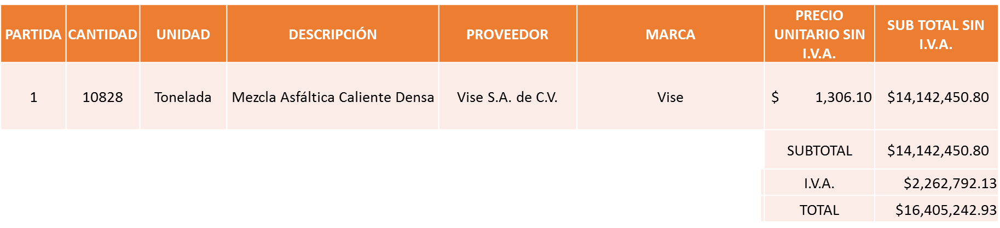 PARTIDA CANTIDAD UNIDAD DESCRIPCIÓN PROVEEDOR MARCA PRECIO UNITARIO SIN I.V.A. SUB TOTAL SIN I.V.A.
1 10828 Tonelada Mezcla Asfáltica Caliente Densa Vise S.A. de C.V. Vise $ 1,306.10 $14,142,450.80
SUBTOTAL $14,142,450.80
I.V.A. $2,262,792.13
TOTAL $16,405,242.93